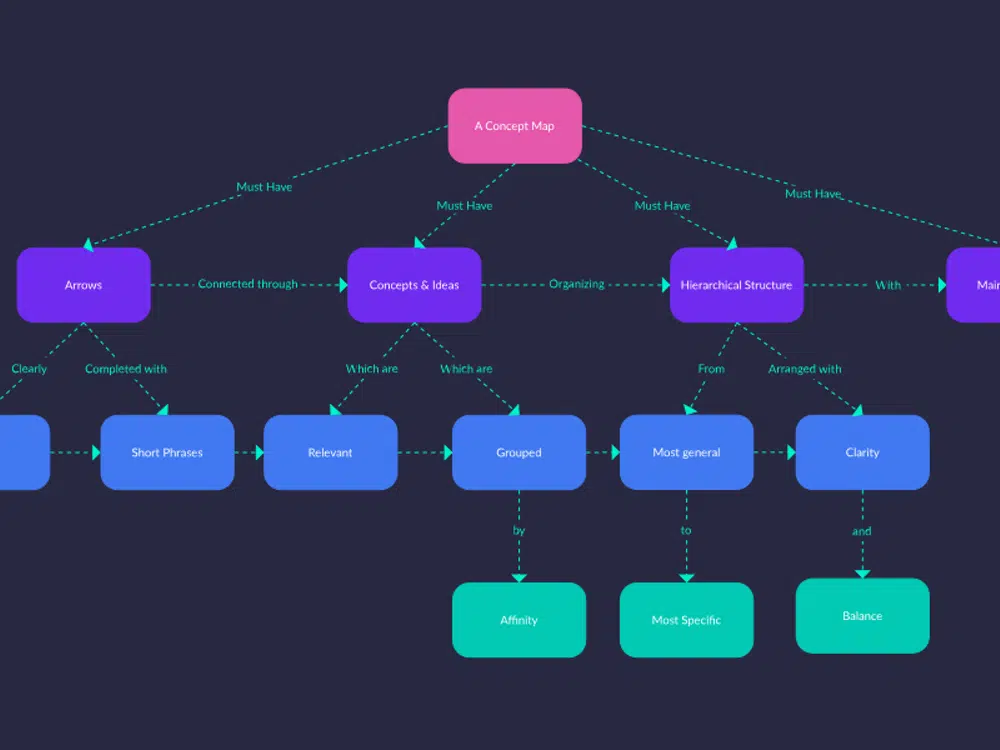 A Concept Map
Must Have
Must Have
Must Have
Must Have
Arrows
Connected through
Concepts & Ideas
Organizing
Hierarchical Structure
With
Clearly
Completed with
Which are
Which are
From
Arranged with
Short Phrases
Relevant
Grouped
Most general
Clarity
by
to
and
Affinity
Most Specific
Balance